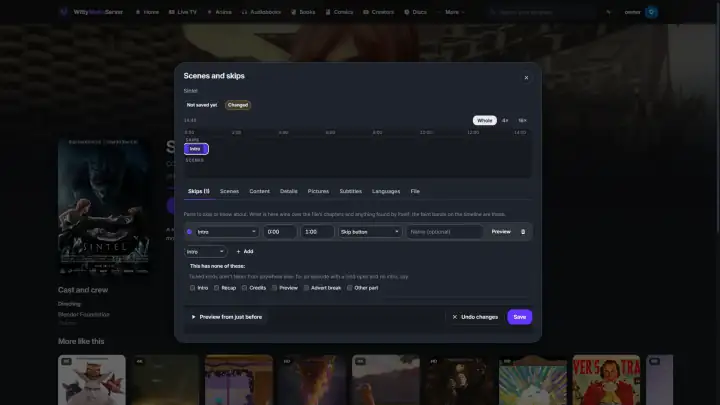 WittyMediaServer
Home
Live TV
Anime
Audiobooks
Books
Comics
Creators
Docs
More
owner
Scenes and skips
Sintel
Not saved yet
Changed
14:48
Whole
4×
16×
0:00
2:00
4:00
6:00
8:00
10:00
12:00
14:00
SKIPS
Intro
SCENES
Skips (1)
Scenes
Content
Details
Pictures
Subtitles
Languages
File
Intro
0:00
1:00
Skip button
Name (optional)
Preview
Intro
+ Add
This has none of these:
Intro
Recap
Credits
Preview
Advert break
Other part
Preview from just before
Undo changes
Save
SINTEL
Cast and crew
Directing
Blender Foundation
More like this